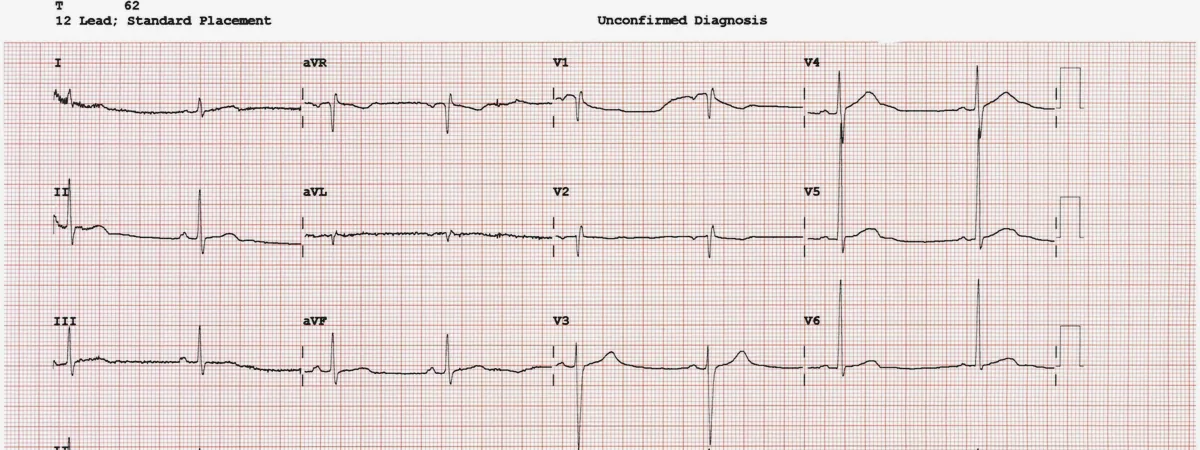 T 62
12 Lead; Standard Placement
Unconfirmed Diagnosis
I aVR V1 V4
II aVL V2 V5
III aVF V3 V6